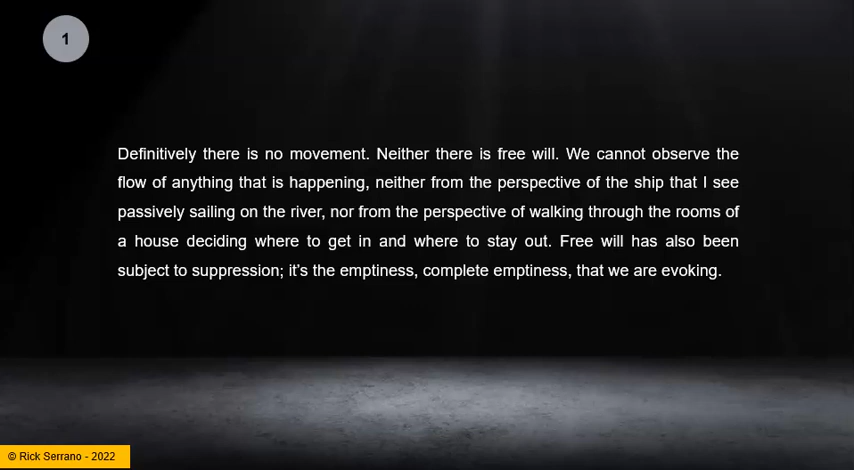 1
Definitively there is no movement. Neither there is free will. We cannot observe the
flow of anything that is happening, neither from the perspective of the ship that I see
passively sailing on the river, nor from the perspective of walking through the rooms of
a house deciding where to get in and where to stay out. Free will has also been
subject to suppression; it’s the emptiness, complete emptiness, that we are evoking.
© Rick Serrano - 2022